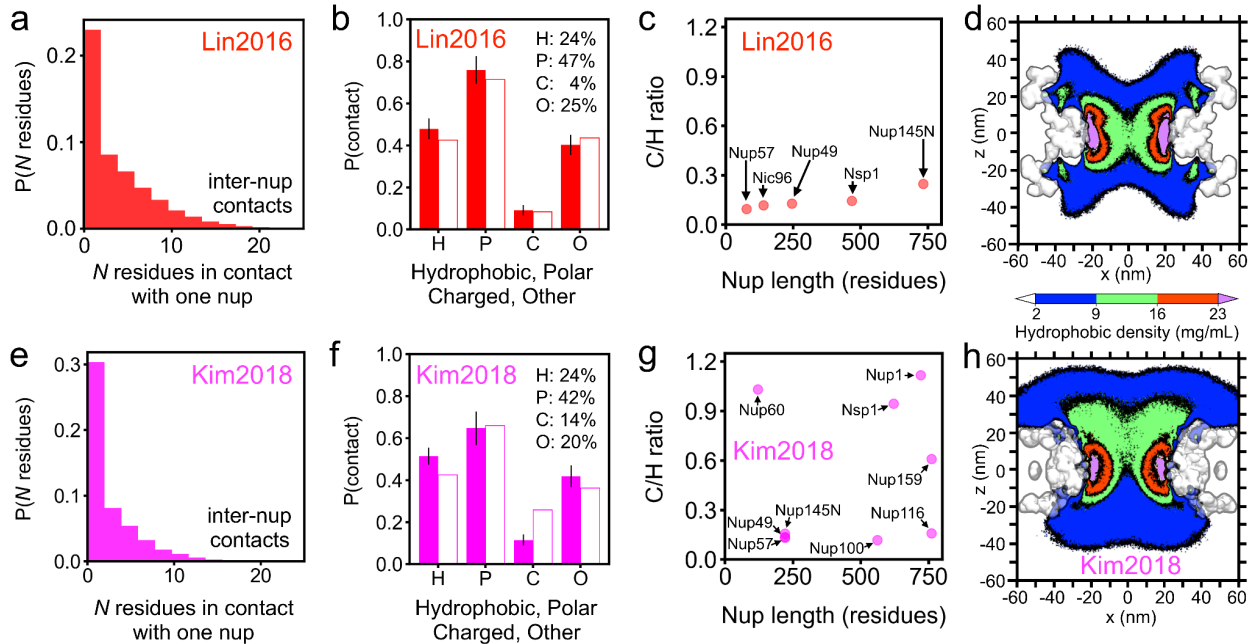 a
0.2
0.1
0.0
P(N residues)
Lin2016
inter-nup
contacts
0 10 20
N residues in contact
with one nup
b
1.0
0.8
0.6
0.4
0.2
0.0
P(contact)
Lin2016
H: 24%
P: 47%
C: 4%
O: 25%
H P C O
Hydrophobic, Polar
Charged, Other
c
1.2
0.9
0.6
0.3
0.0
C/H ratio
Lin2016
Nup57
Nic96
Nup49
Nsp1
Nup145N
0 250 500 750
Nup length (residues)
d
60
40
20
0
-20
-40
-60
z (nm)
-60 -40 -20 0 20 40 60
x (nm)
2 9 16 23
Hydrophobic density (mg/mL)
e
0.3
0.2
0.1
0.0
P(N residues)
Kim2018
inter-nup
contacts
0 10 20
N residues in contact
with one nup
f
1.0
0.8
0.6
0.4
0.2
0.0
P(contact)
Kim2018
H: 24%
P: 42%
C: 14%
O: 20%
H P C O
Hydrophobic, Polar
Charged, Other
g
1.2
0.9
0.6
0.3
0.0
C/H ratio
Nup1
Nup60
Nsp1
Kim2018
Nup159
Nup49
Nup145N
Nup116
Nup57
Nup100
0 250 500 750
Nup length (residues)
h
60
40
20
0
-20
-40
-60
z (nm)
Kim2018
-60 -40 -20 0 20 40 60
x (nm)